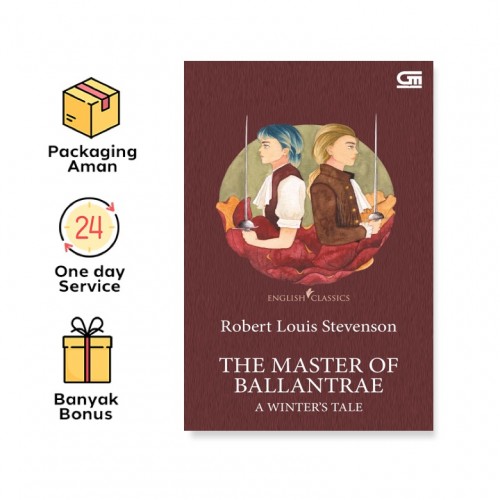 Packaging
Aman
24
One day
Service
Banyak
Bonus
GM
ENGLISH CLASSICS
Robert Louis Stevenson
THE MASTER OF
BALLANTRAE
A WINTER'S TALE